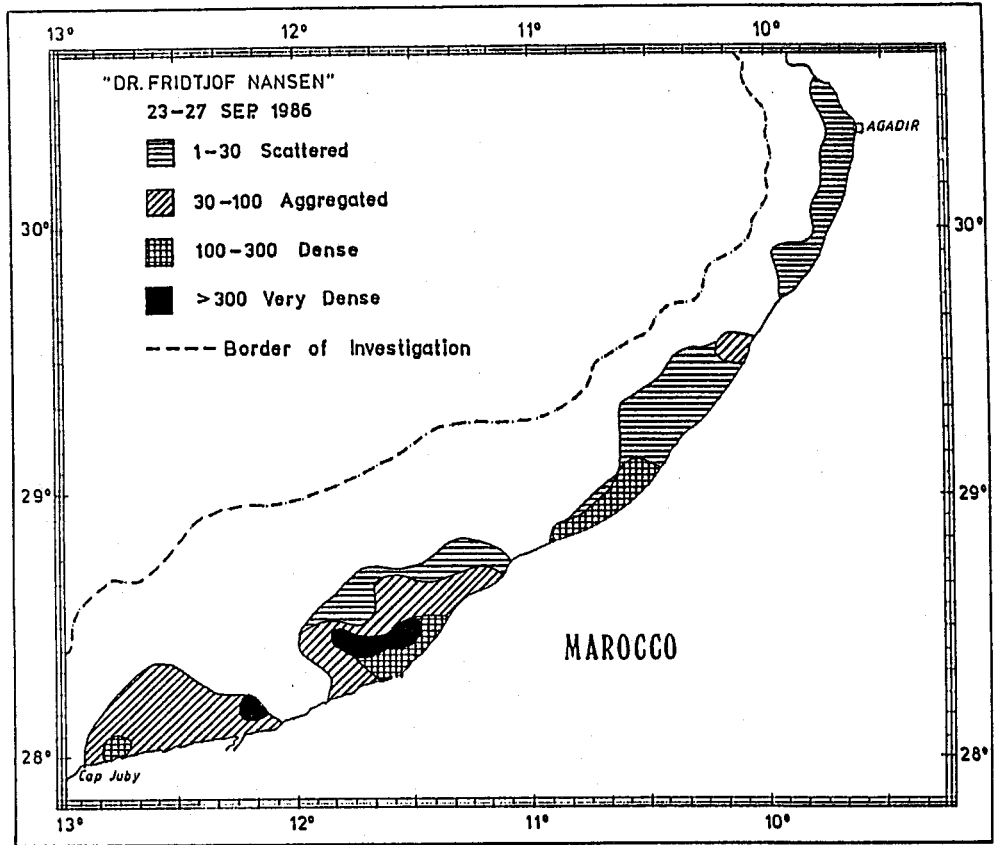 13° 12° 11° 10°
"DR. FRIDTJOF NANSEN"
23-27 SEP. 1986
1-30 Scattered
30-100 Aggregated
100-300 Dense
>300 Very Dense
Border of Investigation
AGADIR
30° 30°
29° 29°
MAROCCO
28° 28°
Cap Juby
13° 12° 11° 10°